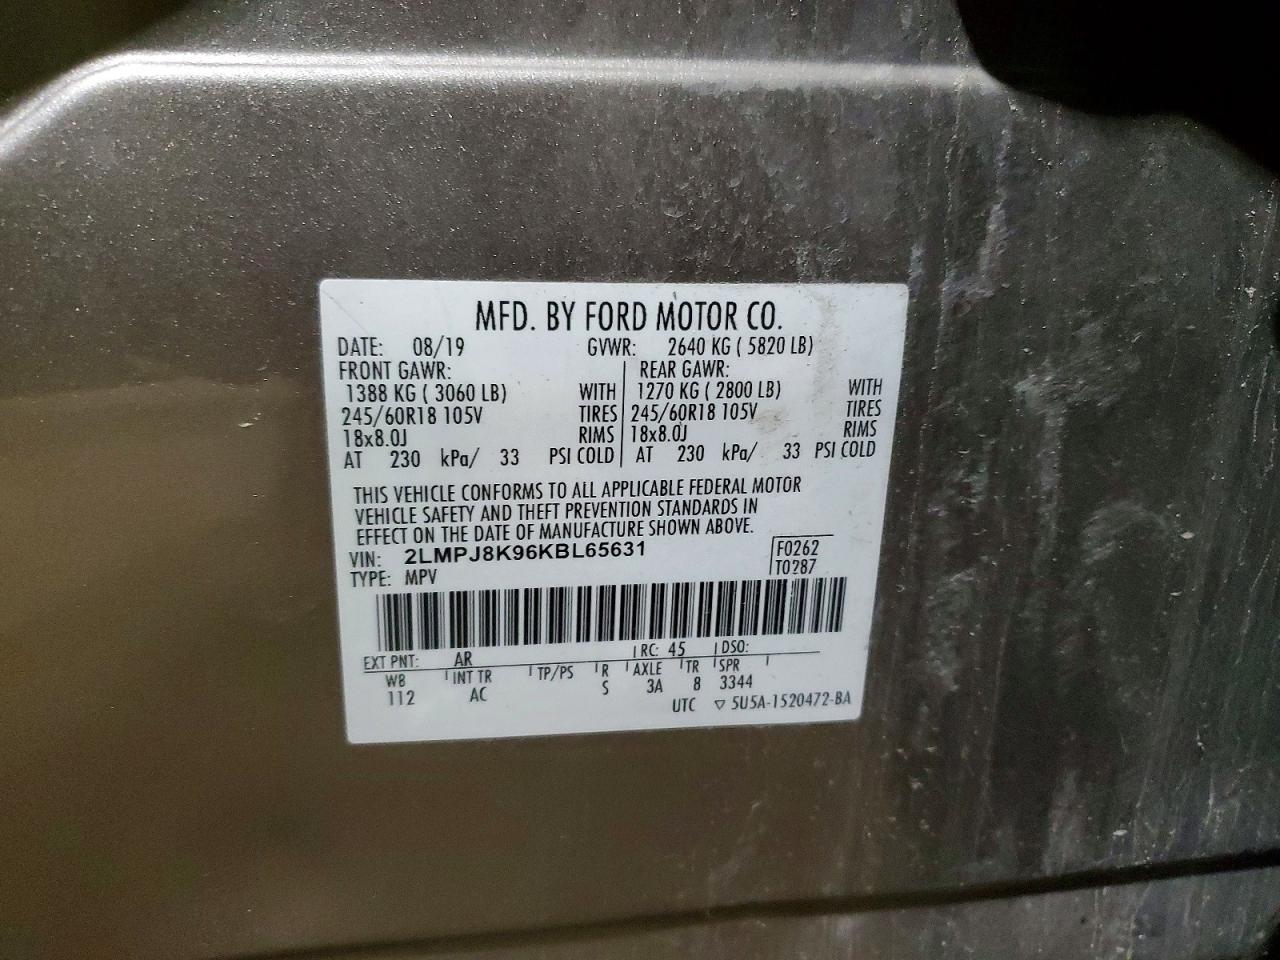 MFD. BY FORD MOTOR CO.
DATE: 08/19 GVWR: 2640 KG ( 5820 LB)
FRONT GAWR: REAR GAWR:
1388 KG ( 3060 LB) WITH 1270 KG ( 2800 LB) WITH
245/60R18 105V TIRES 245/60R18 105V TIRES
18x8.0J RIMS 18x8.0J RIMS
AT 230 kPa/ 33 PSI COLD AT 230 kPa/ 33 PSI COLD
THIS VEHICLE CONFORMS TO ALL APPLICABLE FEDERAL MOTOR
VEHICLE SAFETY AND THEFT PREVENTION STANDARDS IN
EFFECT ON THE DATE OF MANUFACTURE SHOWN ABOVE.
VIN: 2LMPJ8K96KBL65631 F0262
TYPE: MPV T0287
EXT PNT: AR RC: 45 DSO:
WB INT TR TP/PS R AXLE TR SPR
112 AC S 3A 8 3344
UTC ▽ 5U5A-1520472-BA